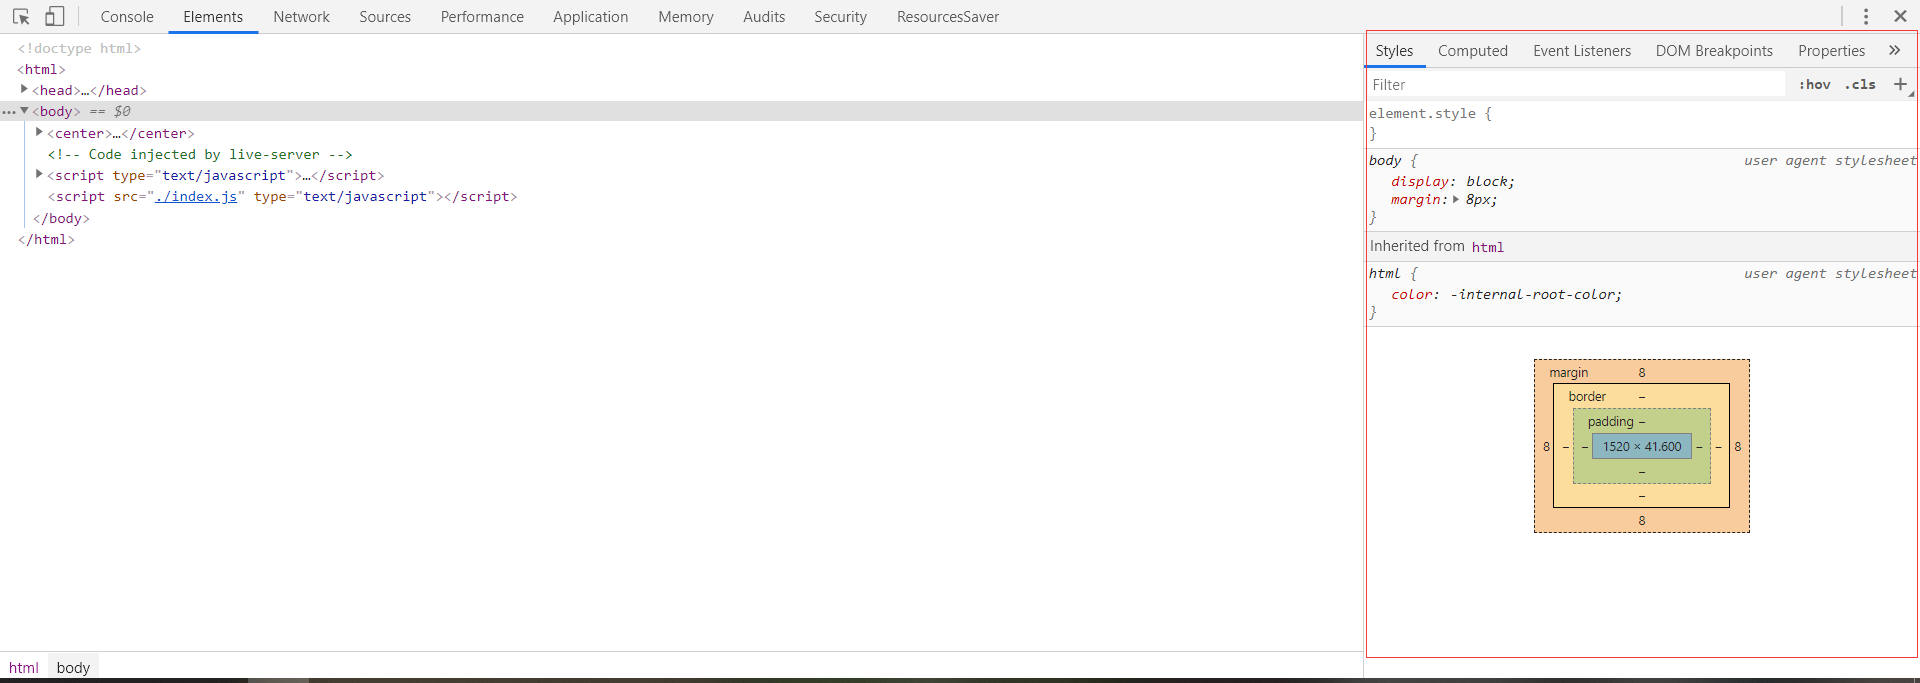 Console Elements Network Sources Performance Application Memory Audits Security ResourcesSaver
<!doctype html>
<html>
<head>…</head>
<body> == $0
<center>…</center>
<!-- Code injected by live-server -->
<script type="text/javascript">…</script>
<script src="./index.js" type="text/javascript"></script>
</body>
</html>
html body
Styles Computed Event Listeners DOM Breakpoints Properties »
Filter :hov .cls +
element.style {
}
body { user agent stylesheet
display: block;
margin: 8px;
}
Inherited from html
html { user agent stylesheet
color: -internal-root-color;
}
margin 8
border –
padding –
8 – – 1520 × 41.600 – – 8
–
–
8